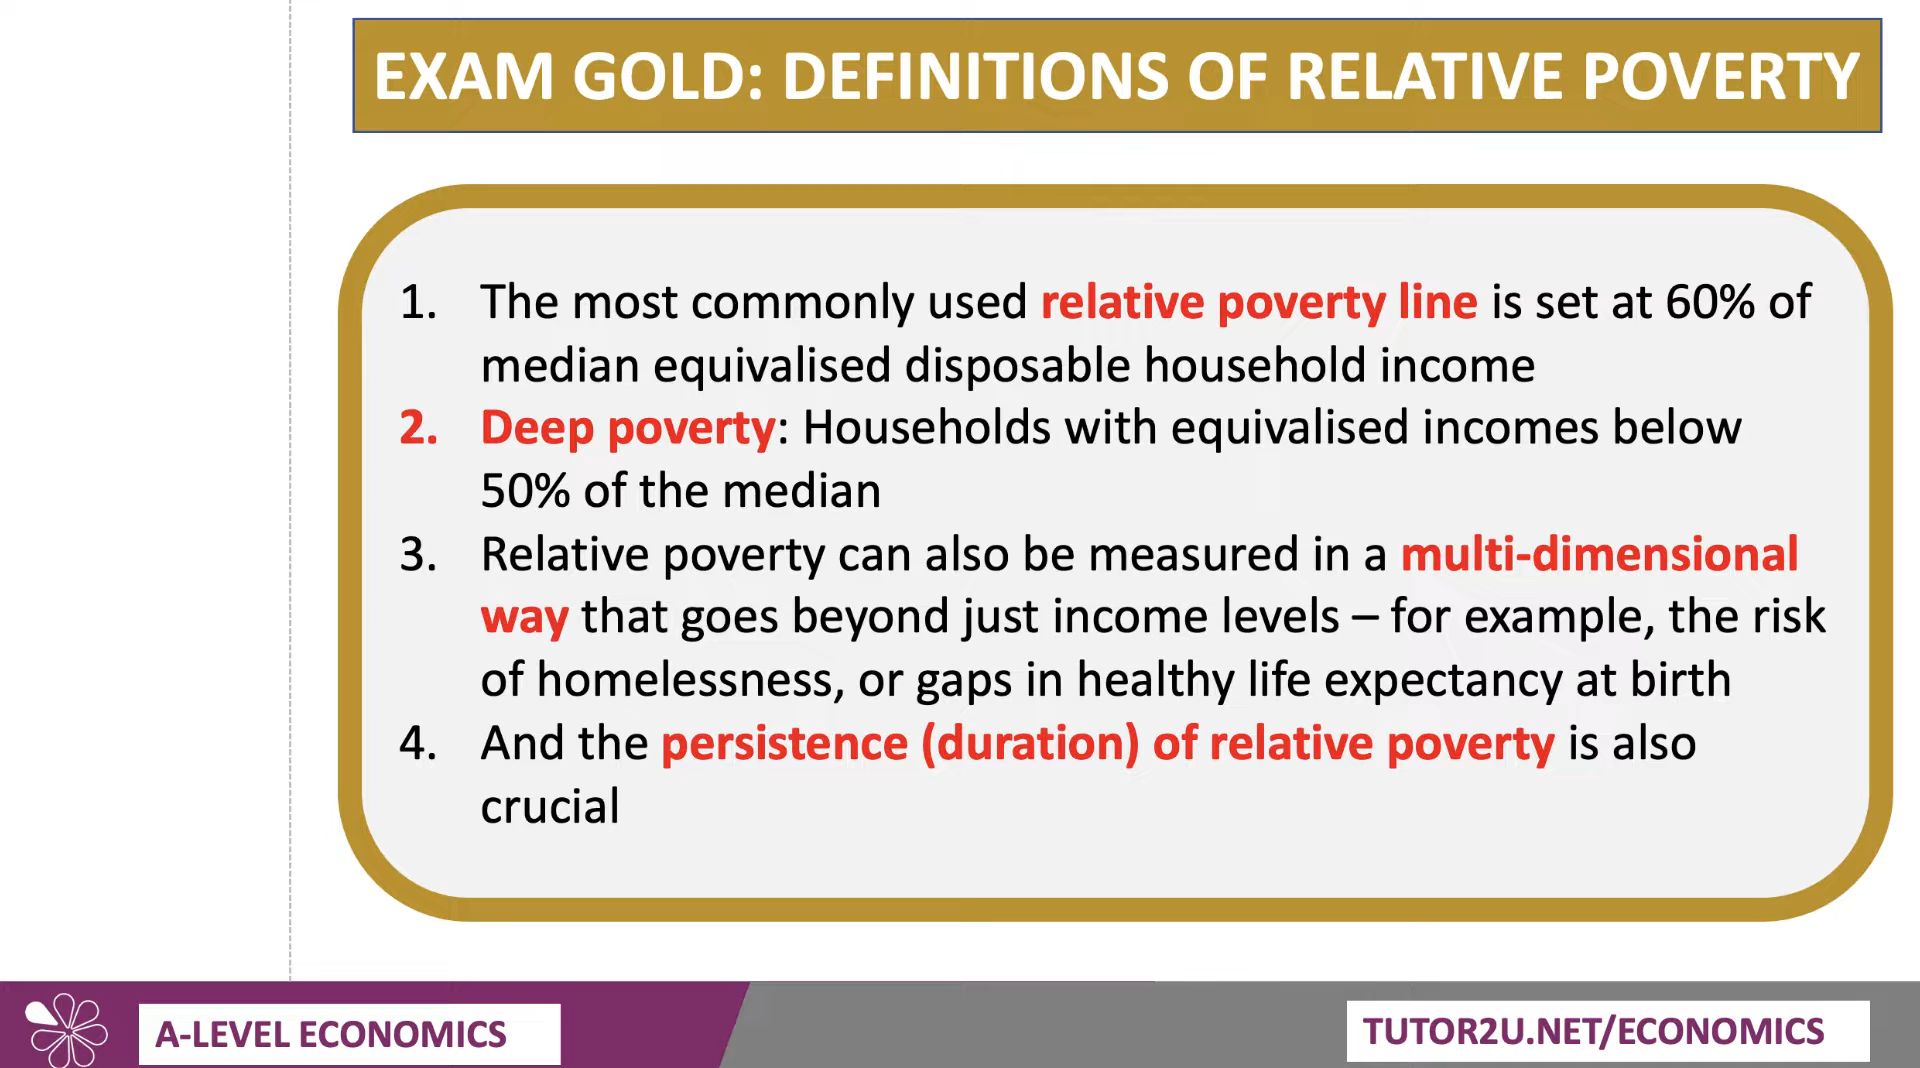 EXAM GOLD: DEFINITIONS OF RELATIVE POVERTY
1. The most commonly used relative poverty line is set at 60% of
median equivalised disposable household income
2. Deep poverty: Households with equivalised incomes below
50% of the median
3. Relative poverty can also be measured in a multi-dimensional
way that goes beyond just income levels – for example, the risk
of homelessness, or gaps in healthy life expectancy at birth
4. And the persistence (duration) of relative poverty is also
crucial
A-LEVEL ECONOMICS
TUTOR2U.NET/ECONOMICS